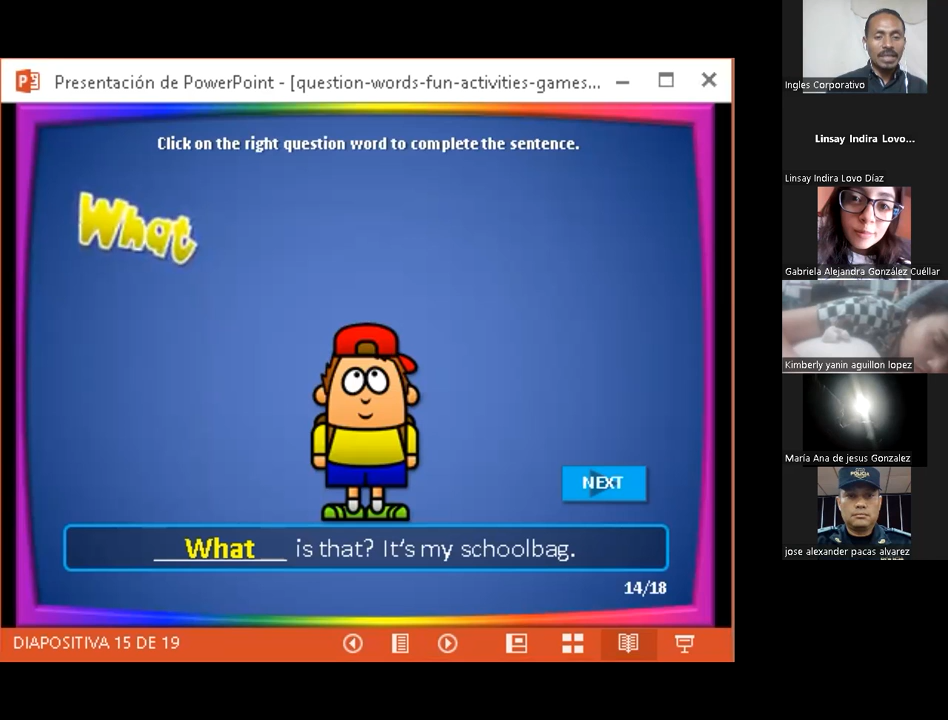 Presentación de PowerPoint - [question-words-fun-activities-games...
Click on the right question word to complete the sentence.
What
NEXT
What is that? It's my schoolbag.
14/18
DIAPOSITIVA 15 DE 19
Ingles Corporativo
Linsay Indira Lovo...
Linsay Indira Lovo Díaz
Gabriela Alejandra González Cuéllar
Kimberly yanin aguillon lopez
María Ana de jesus Gonzalez
POLICIA
jose alexander pacas alvarez